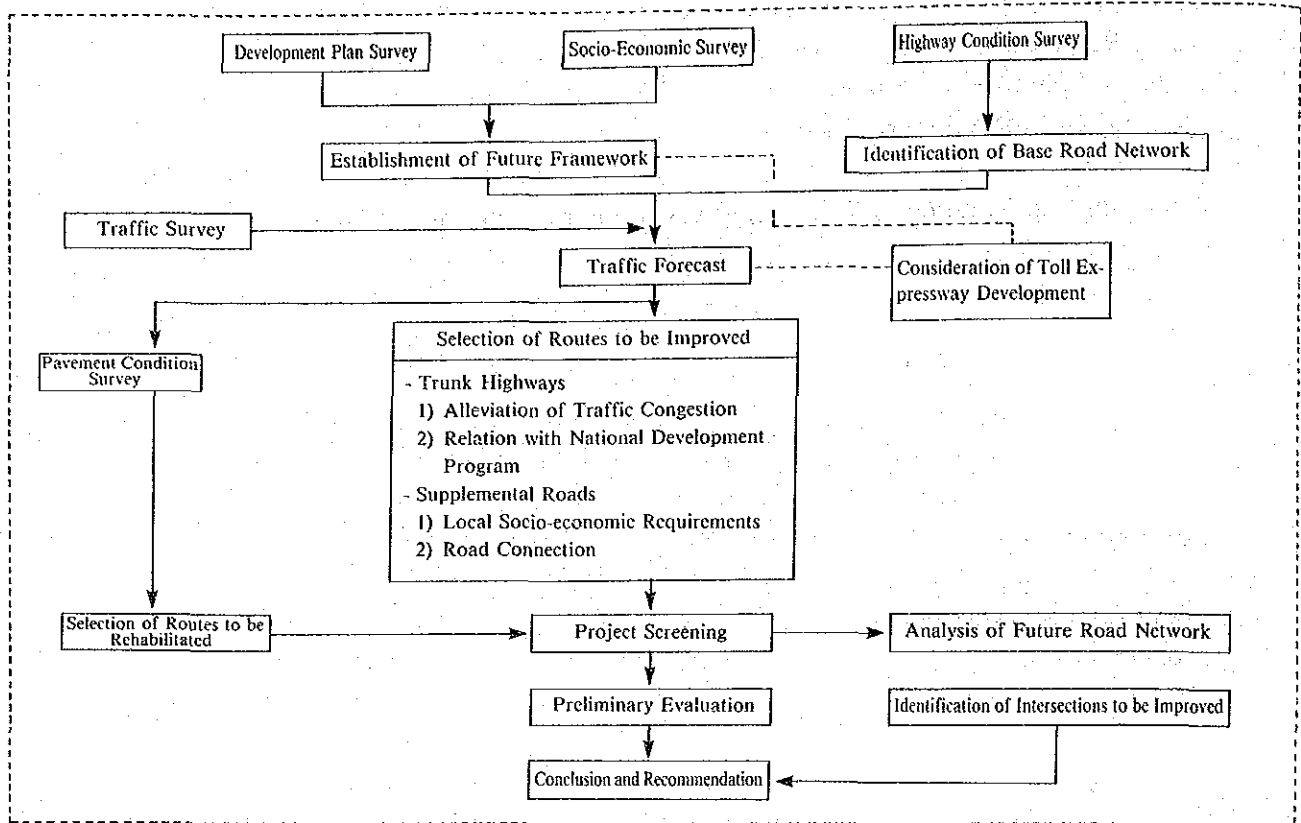 Development Plan Survey
Socio-Economic Survey
Highway Condition Survey
Establishment of Future Framework
Identification of Base Road Network
Traffic Survey
Traffic Forecast
Consideration of Toll Ex-
pressway Development
Pavement Condition
Survey
Selection of Routes to be Improved
- Trunk Highways
1) Alleviation of Traffic Congestion
2) Relation with National Development
Program
- Supplemental Roads
1) Local Socio-economic Requirements
2) Road Connection
Selection of Routes to be
Rehabilitated
Project Screening
Analysis of Future Road Network
Preliminary Evaluation
Identification of Intersections to be Improved
Conclusion and Recommendation